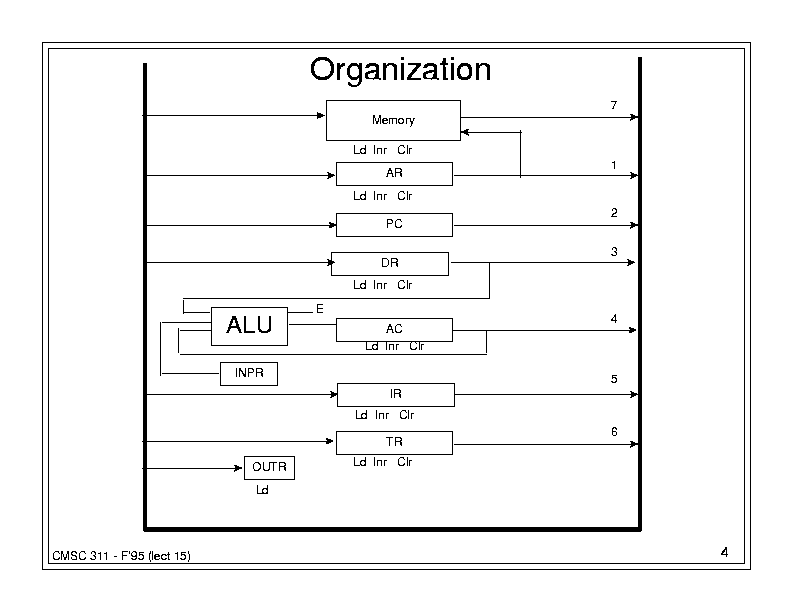 Organization
Memory
7
Ld Inr Clr
AR
1
Ld Inr Clr
PC
2
DR
3
Ld Inr Clr
E
ALU
AC
4
Ld Inr Clr
INPR
5
IR
Ld Inr Clr
TR
6
Ld Inr Clr
OUTR
Ld
CMSC 311 - F'95 (lect 15)
4